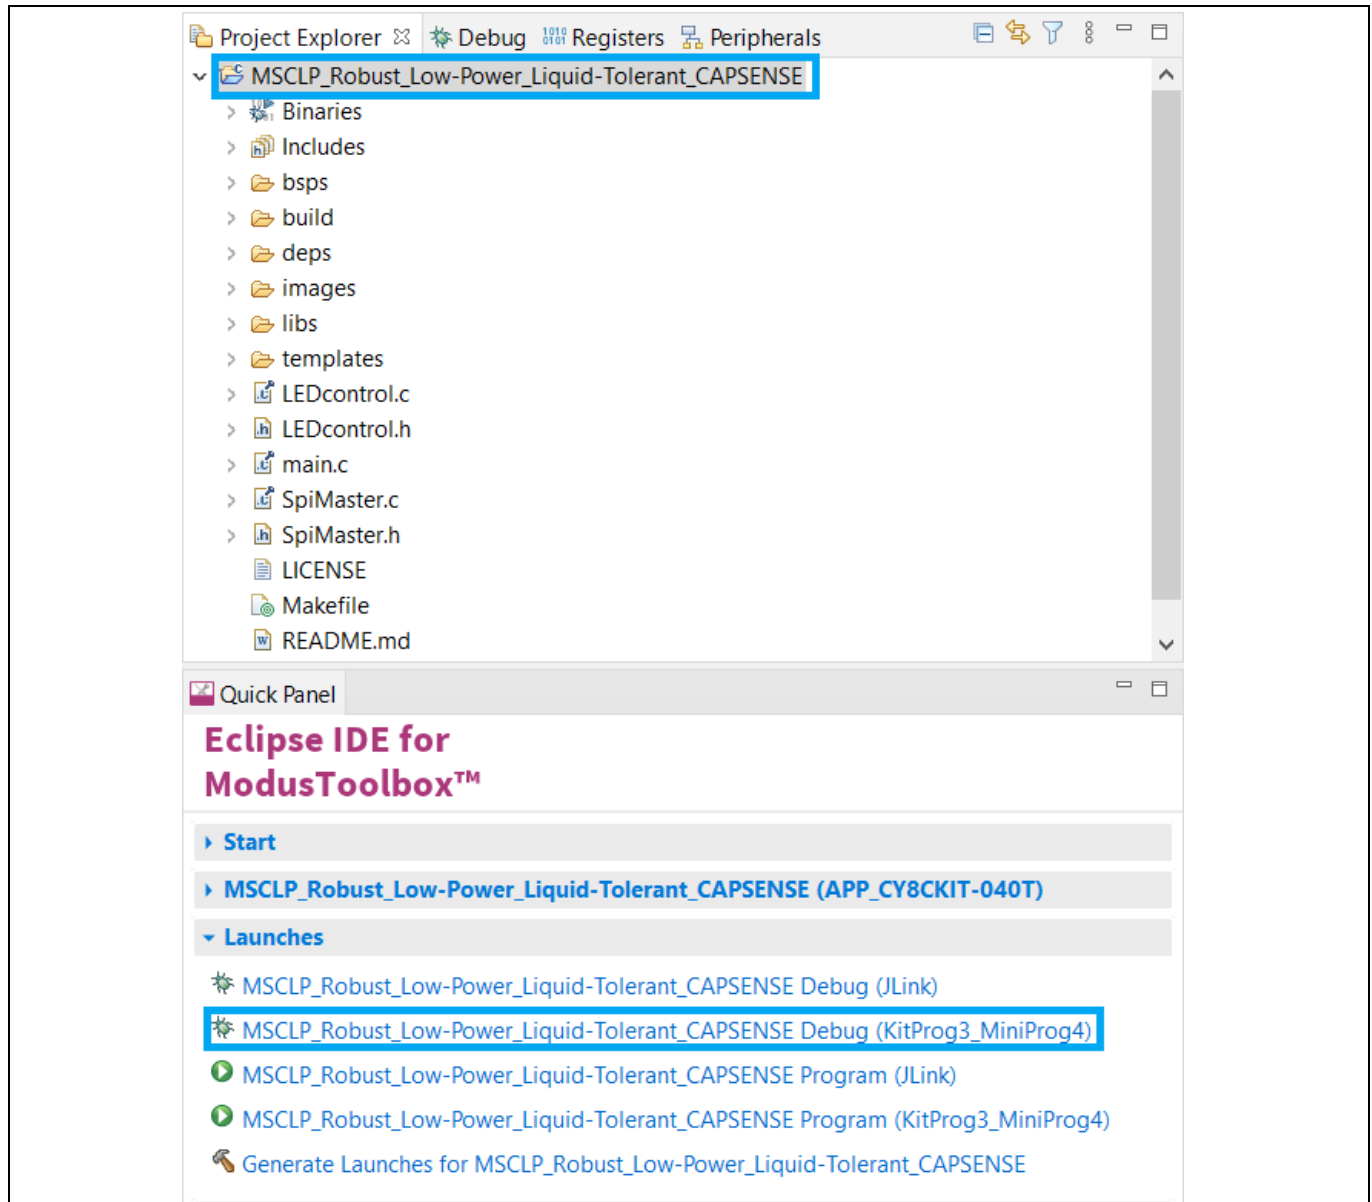 Project Explorer Debug Registers Peripherals
MSCLP_Robust_Low-Power_Liquid-Tolerant_CAPSENSE
Binaries
Includes
bsps
build
deps
images
libs
templates
LEDcontrol.c
LEDcontrol.h
main.c
SpiMaster.c
SpiMaster.h
LICENSE
Makefile
README.md
Quick Panel
Eclipse IDE for
ModusToolbox™
Start
MSCLP_Robust_Low-Power_Liquid-Tolerant_CAPSENSE (APP_CY8CKIT-040T)
Launches
MSCLP_Robust_Low-Power_Liquid-Tolerant_CAPSENSE Debug (JLink)
MSCLP_Robust_Low-Power_Liquid-Tolerant_CAPSENSE Debug (KitProg3_MiniProg4)
MSCLP_Robust_Low-Power_Liquid-Tolerant_CAPSENSE Program (JLink)
MSCLP_Robust_Low-Power_Liquid-Tolerant_CAPSENSE Program (KitProg3_MiniProg4)
Generate Launches for MSCLP_Robust_Low-Power_Liquid-Tolerant_CAPSENSE